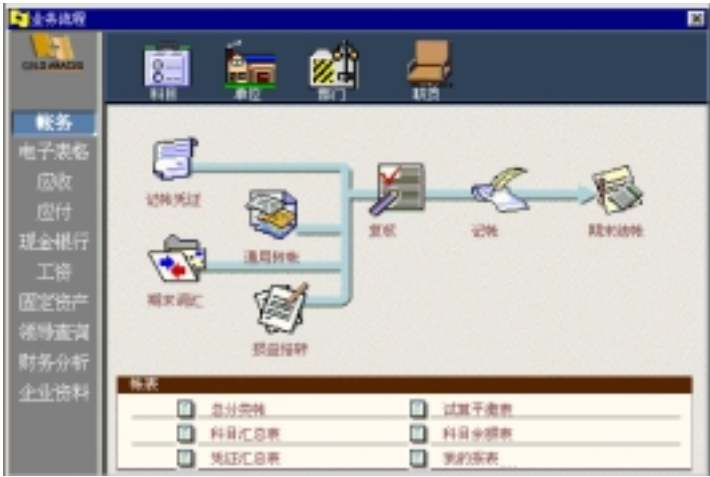 业务流程
GOLD ABACUS
科目 单位 部门 职员
帐务
电子表格
应收
应付
现金银行
工资
固定资产
领导查询
财务分析
企业资料
记帐凭证
通用转帐
期末调汇
损益结转
复核
记帐
期末结帐
帐表
总分类帐 试算平衡表
科目汇总表 科目余额表
凭证汇总表 我的报表...